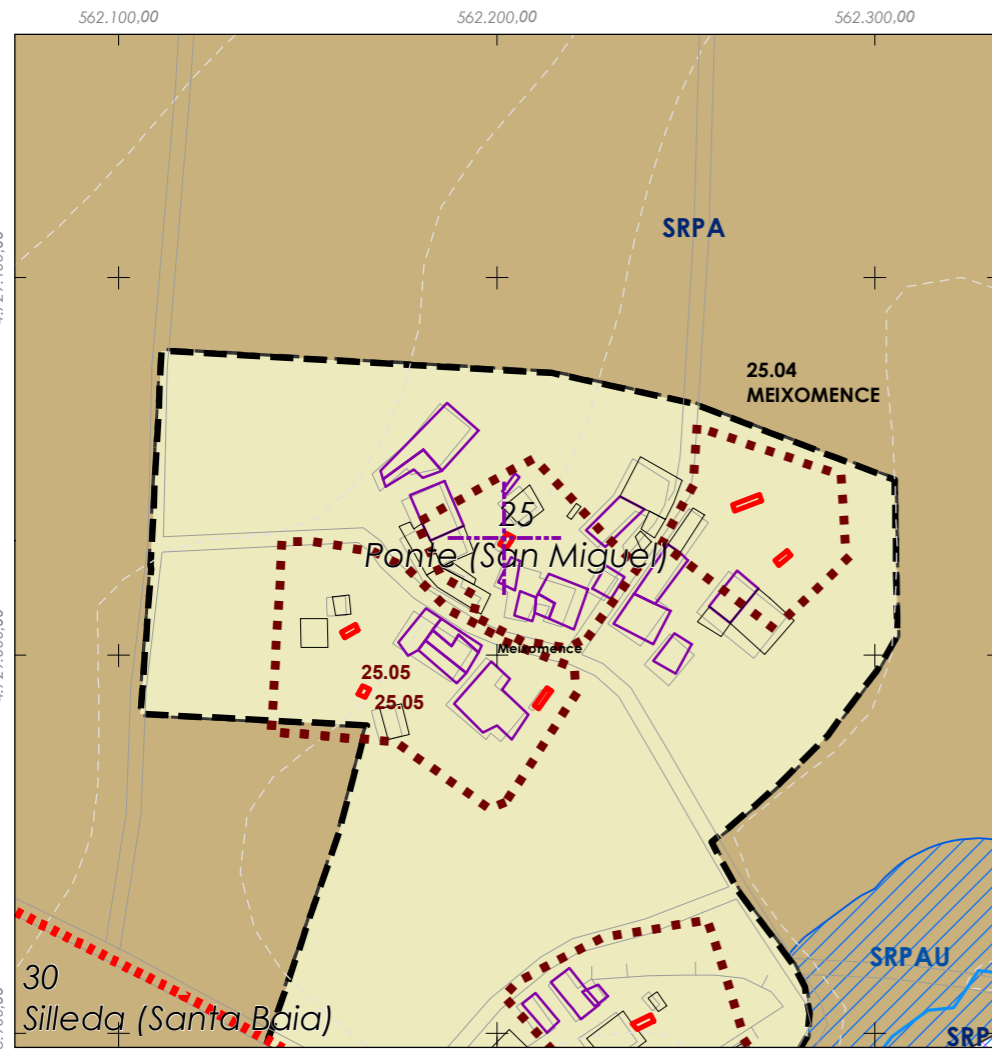 562.100,00
562.200,00
562.300,00
SRPA
25.04
MEIXOMENCE
25
Ponte (San Miguel)
Meixomence
25.05
25.05
SRPAU
30
Silleda (Santa Baia)